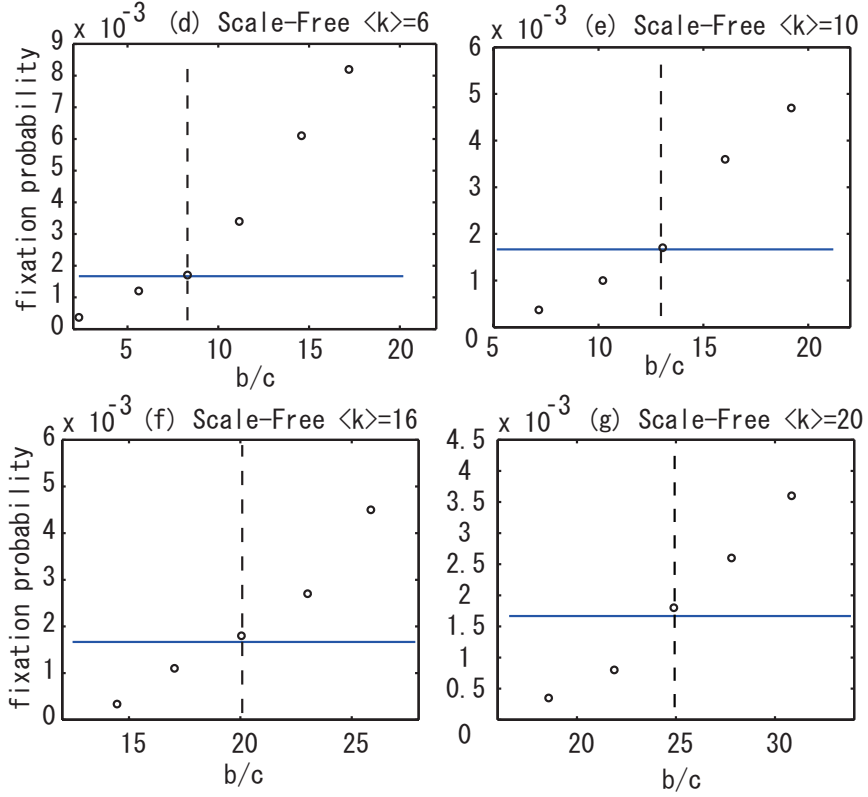 x 10-3 (d) Scale-Free <k>=6
9
8
7
6
5
4
3
2
1
0
fixation probability
5 10 15 20
b/c
x 10-3 (e) Scale-Free <k>=10
6
5
4
3
2
1
0
5 10 15 20
b/c
x 10-3 (f) Scale-Free <k>=16
6
5
4
3
2
1
0
fixation probability
15 20 25
b/c
x 10-3 (g) Scale-Free <k>=20
4.5
4
3.5
3
2.5
2
1.5
1
0.5
0
20 25 30
b/c